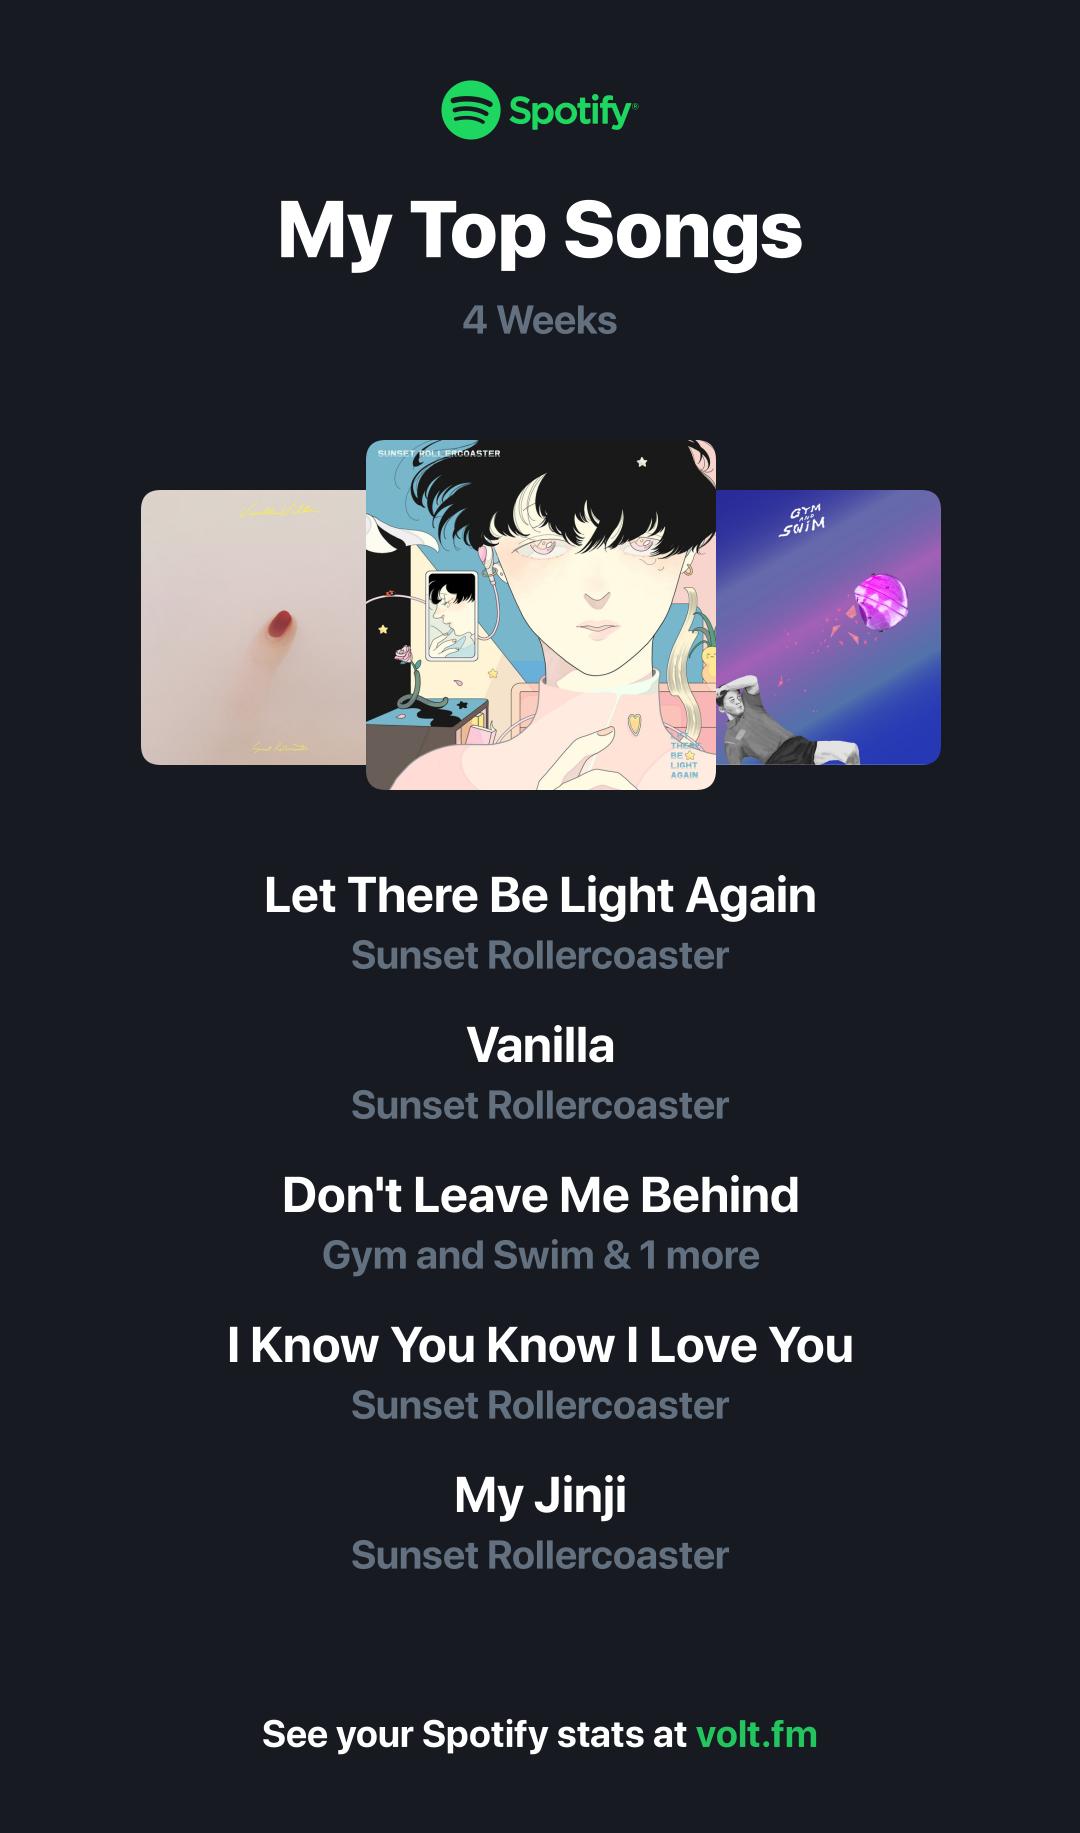 Spotify®
My Top Songs
4 Weeks
SUNSET ROLLERCOASTER
GYM
AND
SWIM
LET
THERE
BE
LIGHT
AGAIN
Let There Be Light Again
Sunset Rollercoaster
Vanilla
Sunset Rollercoaster
Don't Leave Me Behind
Gym and Swim & 1 more
I Know You Know I Love You
Sunset Rollercoaster
My Jinji
Sunset Rollercoaster
See your Spotify stats at volt.fm